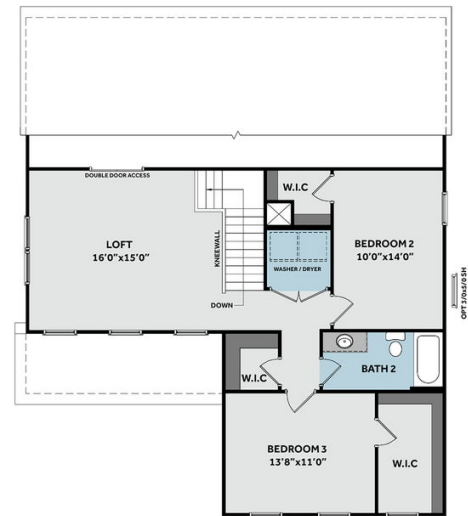 DOUBLE DOOR ACCESS
W.I.C
LOFT
16'0"x15'0"
KNEEWALL
BEDROOM 2
10'0"x14'0"
WASHER / DRYER
OPT 3/0x5/0 SH
DOWN
BATH 2
W.I.C
BEDROOM 3
13'8"x11'0"
W.I.C